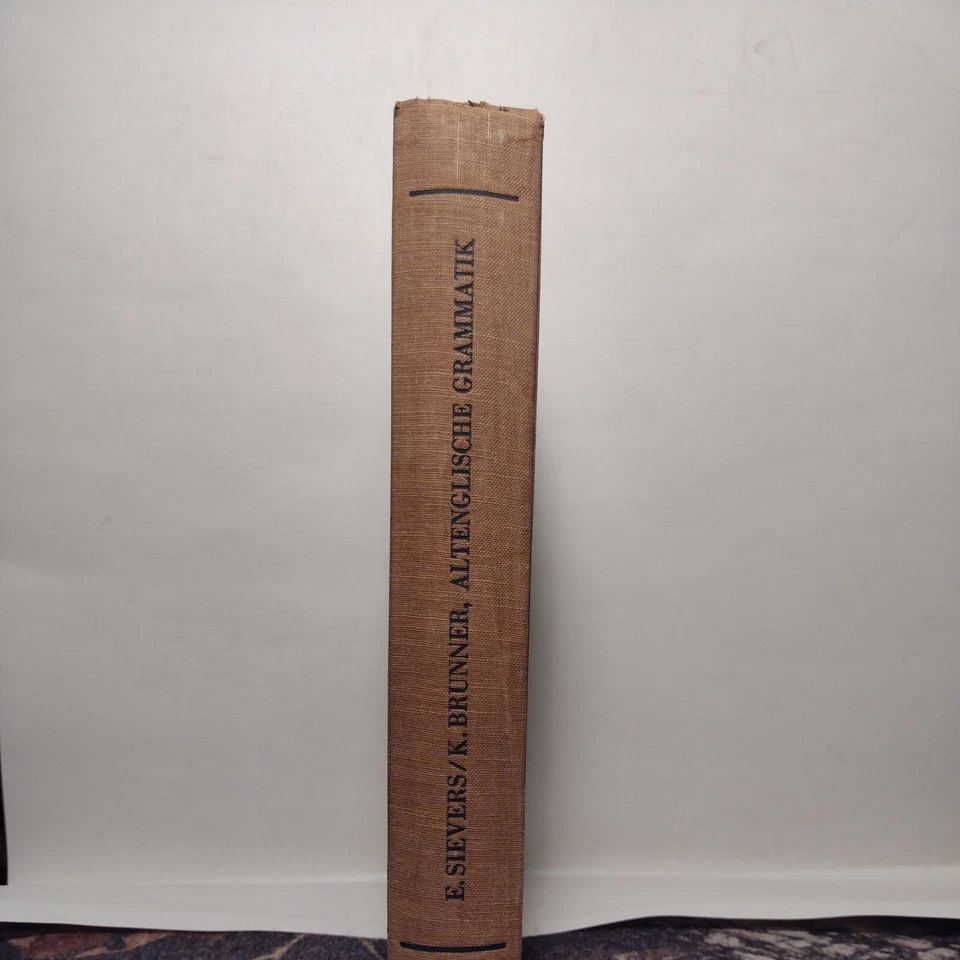 E. SIEVERS/K. BRUNNER, ALTENGLISCHE GRAMMATIK